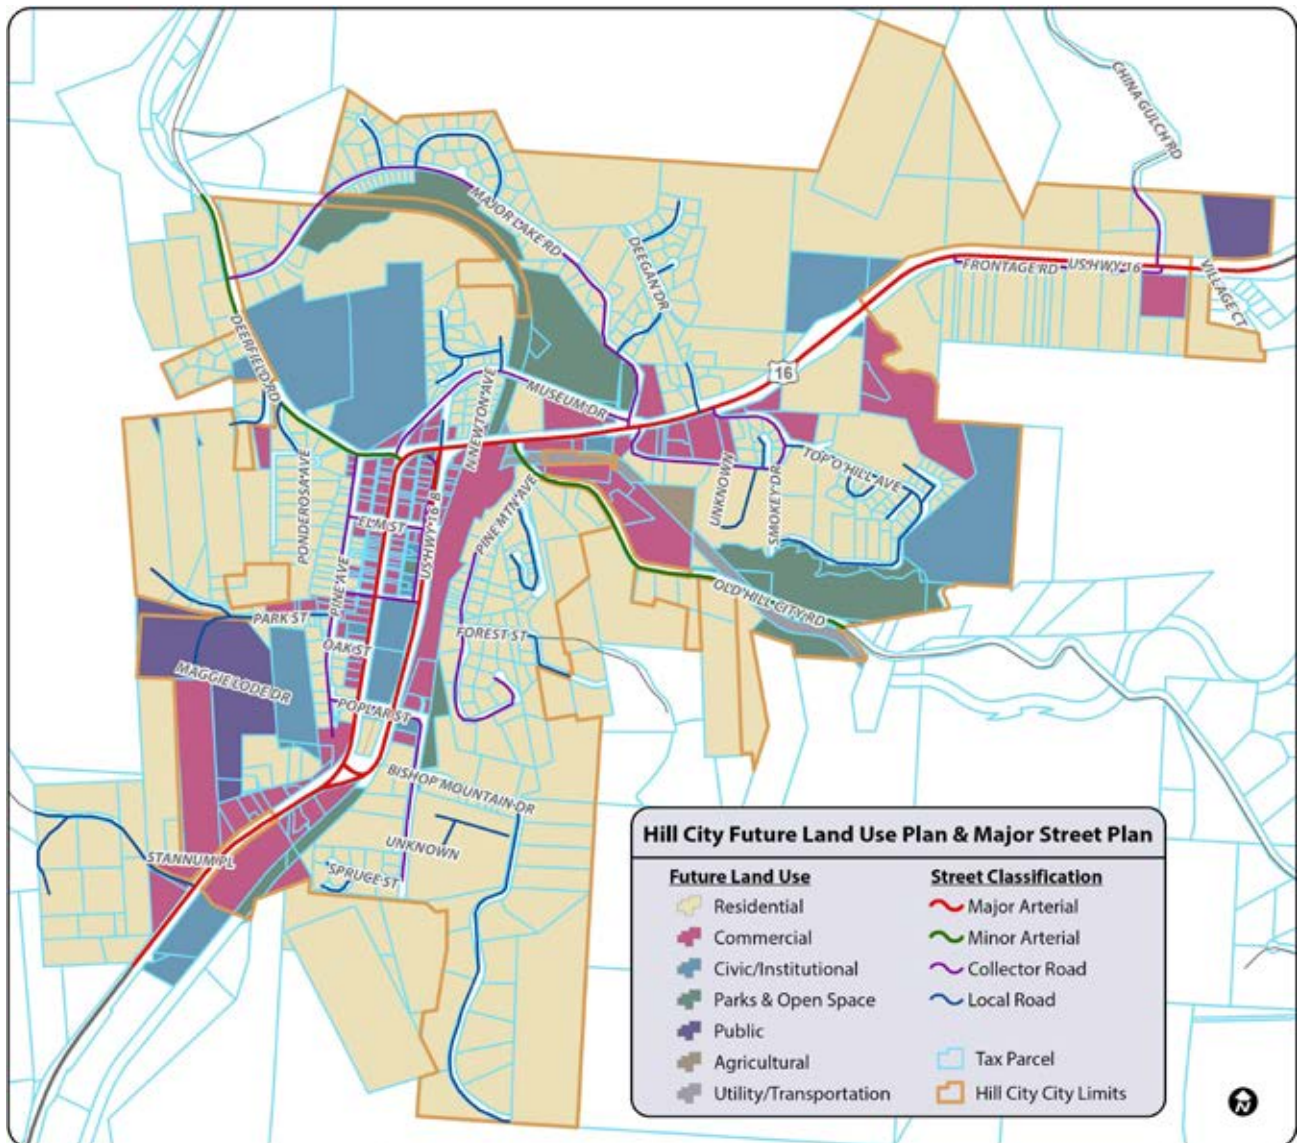 CHINA GULCH RD
MAJOR LAKE RD
DEEGAN DR
FRONTAGE RD
US HWY 16
VILLAGE CT
DEERFIELD RD
16
N NEWTON AVE
MUSEUM DR
PONDEROSA AVE
TOP O HILL AVE
UNKNOWN
SMOKEY DR
ELM ST
US HWY 16 B
PINE MTN AVE
PINE AVE
OLD HILL CITY RD
PARK ST
FOREST ST
OAK ST
MAGGIE LODE DR
POPLAR ST
BISHOP MOUNTAIN DR
UNKNOWN
STANNUM PL
SPRUCE ST
Hill City Future Land Use Plan & Major Street Plan
Future Land Use
Residential
Commercial
Civic/Institutional
Parks & Open Space
Public
Agricultural
Utility/Transportation
Street Classification
Major Arterial
Minor Arterial
Collector Road
Local Road
Tax Parcel
Hill City City Limits
N